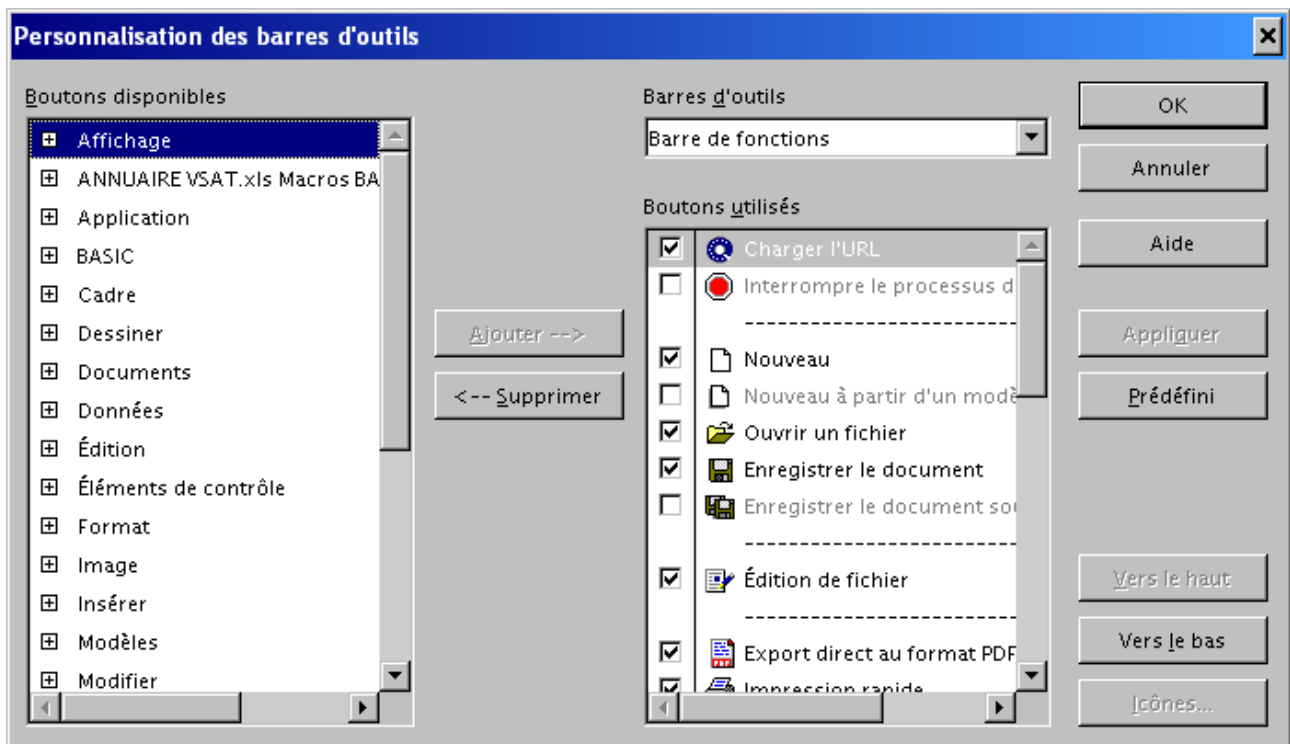 Personnalisation des barres d'outils
Boutons disponibles
Affichage
ANNUAIRE VSAT.xls Macros BA
Application
BASIC
Cadre
Dessiner
Documents
Données
Édition
Éléments de contrôle
Format
Image
Insérer
Modèles
Modifier
Ajouter -->
<-- Supprimer
Barres d'outils
Barre de fonctions
Boutons utilisés
Charger l'URL
Interrompre le processus d
---------------------
Nouveau
Nouveau à partir d'un modè
Ouvrir un fichier
Enregistrer le document
Enregistrer le document sou
---------------------
Édition de fichier
---------------------
Export direct au format PDF
Impression rapide
OK
Annuler
Aide
Appliquer
Prédéfini
Vers le haut
Vers le bas
Icônes...